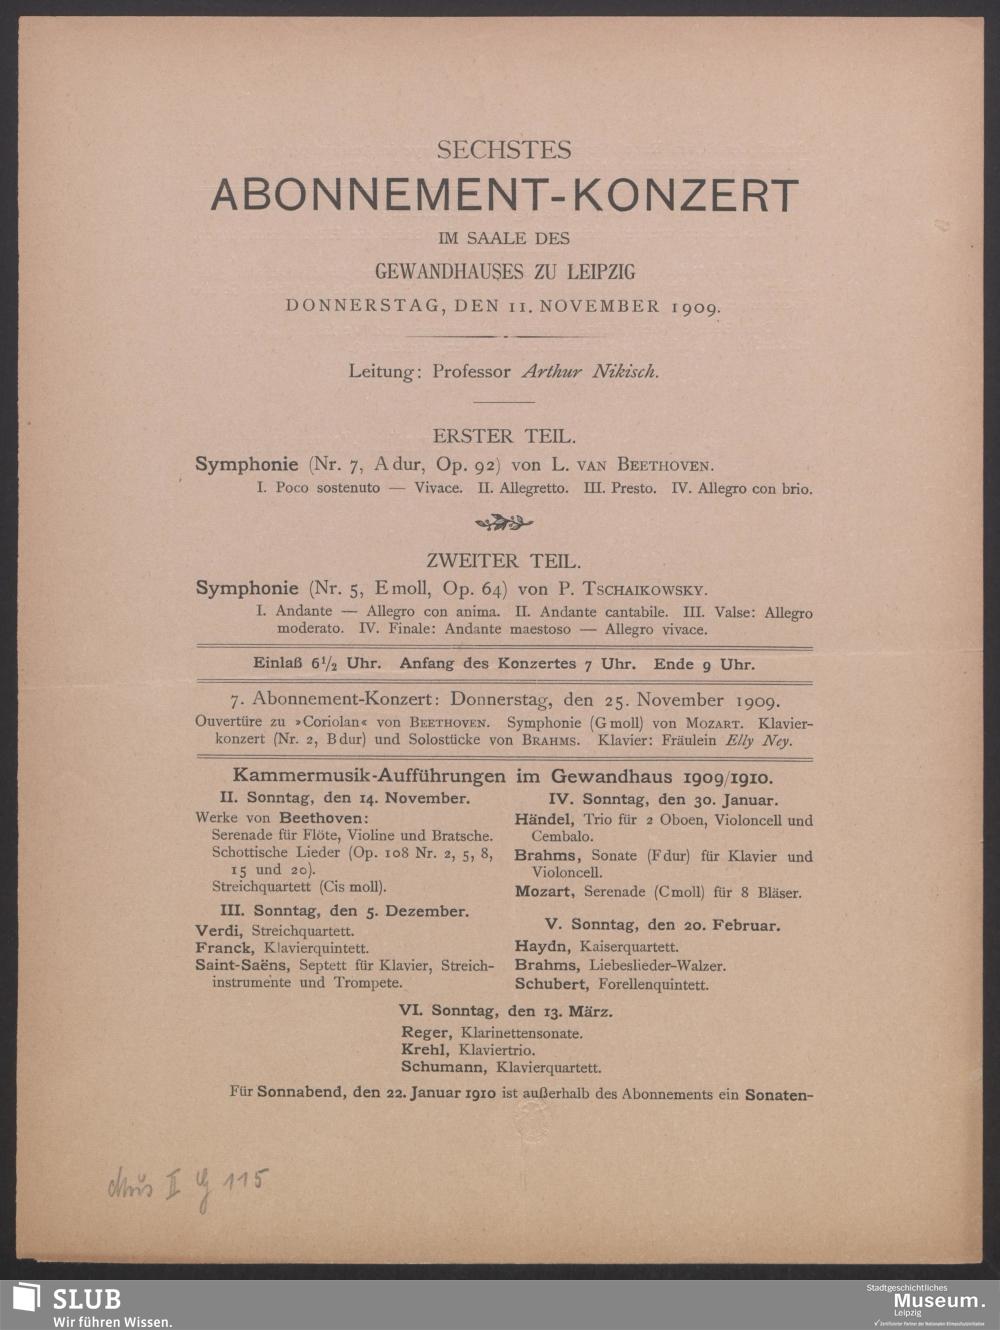 SECHSTES
ABONNEMENT-KONZERT
IM SAALE DES
GEWANDHAUSES ZU LEIPZIG
DONNERSTAG, DEN 11. NOVEMBER 1909.
Leitung: Professor Arthur Nikisch.
ERSTER TEIL.
Symphonie (Nr. 7, A dur, Op. 92) von L. VAN BEETHOVEN.
I. Poco sostenuto — Vivace. II. Allegretto. III. Presto. IV. Allegro con brio.
ZWEITER TEIL.
Symphonie (Nr. 5, E moll, Op. 64) von P. TSCHAIKOWSKY.
I. Andante — Allegro con anima. II. Andante cantabile. III. Valse: Allegro
moderato. IV. Finale: Andante maestoso — Allegro vivace.
Einlaß 6½ Uhr. Anfang des Konzertes 7 Uhr. Ende 9 Uhr.
7. Abonnement-Konzert: Donnerstag, den 25. November 1909.
Ouvertüre zu »Coriolan« von BEETHOVEN. Symphonie (G moll) von MOZART. Klavier-
konzert (Nr. 2, B dur) und Solostücke von BRAHMS. Klavier: Fräulein Elly Ney.
Kammermusik-Aufführungen im Gewandhaus 1909/1910.
II. Sonntag, den 14. November.
Werke von Beethoven:
Serenade für Flöte, Violine und Bratsche.
Schottische Lieder (Op. 108 Nr. 2, 5, 8,
15 und 20).
Streichquartett (Cis moll).
III. Sonntag, den 5. Dezember.
Verdi, Streichquartett.
Franck, Klavierquintett.
Saint-Saëns, Septett für Klavier, Streich-
instrumente und Trompete.
IV. Sonntag, den 30. Januar.
Händel, Trio für 2 Oboen, Violoncell und
Cembalo.
Brahms, Sonate (F dur) für Klavier und
Violoncell.
Mozart, Serenade (C moll) für 8 Bläser.
V. Sonntag, den 20. Februar.
Haydn, Kaiserquartett.
Brahms, Liebeslieder-Walzer.
Schubert, Forellenquintett.
VI. Sonntag, den 13. März.
Reger, Klarinettensonate.
Krehl, Klaviertrio.
Schumann, Klavierquartett.
Für Sonnabend, den 22. Januar 1910 ist außerhalb des Abonnements ein Sonaten-
Mus II G 115
SLUB
Wir führen Wissen.
Stadtgeschichtliches
Museum.
Leipzig
Zertifizierter Partner der Nationalen Klimaschutzinitiative